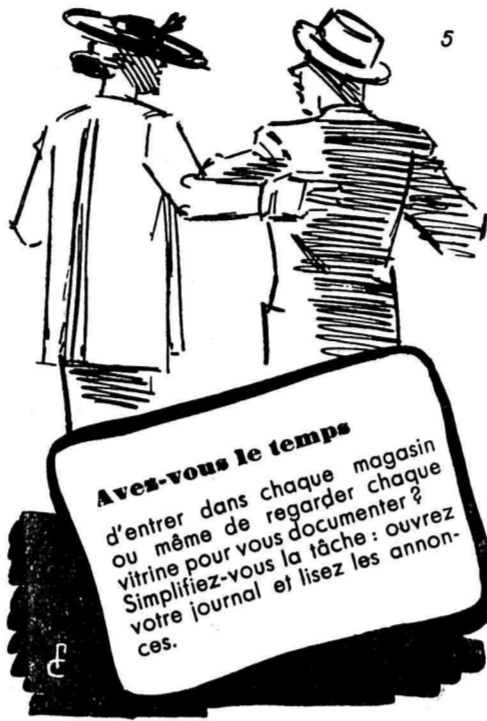 5
Avez-vous le temps
d'entrer dans chaque magasin
ou même de regarder chaque
vitrine pour vous documenter ?
Simplifiez-vous la tâche : ouvrez
votre journal et lisez les annon-
ces.